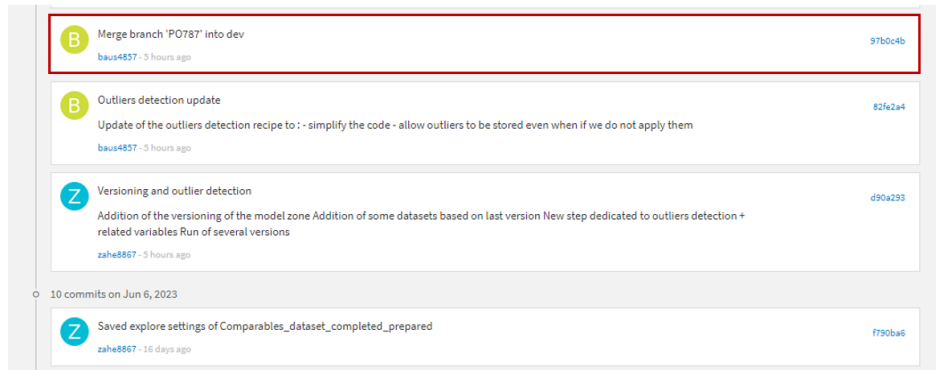 B
Merge branch 'PO787' into dev
97b0c4b
baus4857 - 5 hours ago
B
Outliers detection update
82fe2a4
Update of the outliers detection recipe to : - simplify the code - allow outliers to be stored even when if we do not apply them
baus4857 - 5 hours ago
Z
Versioning and outlier detection
d90a293
Addition of the versioning of the model zone Addition of some datasets based on last version New step dedicated to outliers detection +
related variables Run of several versions
zahe8867 - 5 hours ago
10 commits on Jun 6, 2023
Z
Saved explore settings of Comparables_dataset_completed_prepared
f790ba6
zahe8867 - 16 days ago